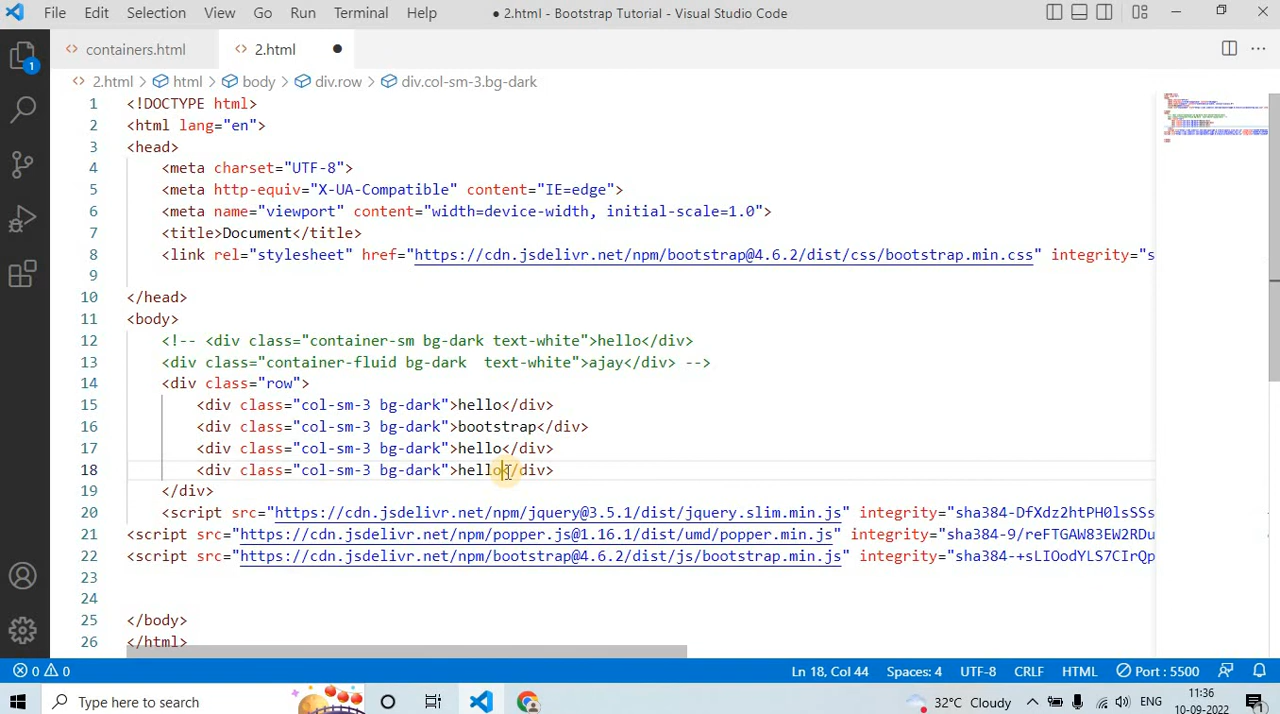 File Edit Selection View Go Run Terminal Help ● 2.html - Bootstrap Tutorial - Visual Studio Code
containers.html 2.html ●
2.html > html > body > div.row > div.col-sm-3.bg-dark
1 <!DOCTYPE html>
2 <html lang="en">
3 <head>
4 <meta charset="UTF-8">
5 <meta http-equiv="X-UA-Compatible" content="IE=edge">
6 <meta name="viewport" content="width=device-width, initial-scale=1.0">
7 <title>Document</title>
8 <link rel="stylesheet" href="https://cdn.jsdelivr.net/npm/bootstrap@4.6.2/dist/css/bootstrap.min.css" integrity="s
9
10 </head>
11 <body>
12 <!-- <div class="container-sm bg-dark text-white">hello</div>
13 <div class="container-fluid bg-dark  text-white">ajay</div> -->
14 <div class="row">
15 <div class="col-sm-3 bg-dark">hello</div>
16 <div class="col-sm-3 bg-dark">bootstrap</div>
17 <div class="col-sm-3 bg-dark">hello</div>
18 <div class="col-sm-3 bg-dark">hello</div>
19 </div>
20 <script src="https://cdn.jsdelivr.net/npm/jquery@3.5.1/dist/jquery.slim.min.js" integrity="sha384-DfXdz2htPH0lsSSs
21 <script src="https://cdn.jsdelivr.net/npm/popper.js@1.16.1/dist/umd/popper.min.js" integrity="sha384-9/reFTGAW83EW2RDu
22 <script src="https://cdn.jsdelivr.net/npm/bootstrap@4.6.2/dist/js/bootstrap.min.js" integrity="sha384-+sLIOodYLS7CIrQp
23
24
25 </body>
26 </html>
1
0 0 Ln 18, Col 44 Spaces: 4 UTF-8 CRLF HTML Port : 5500
Type here to search 32°C Cloudy ENG 11:36
10-09-2022 1